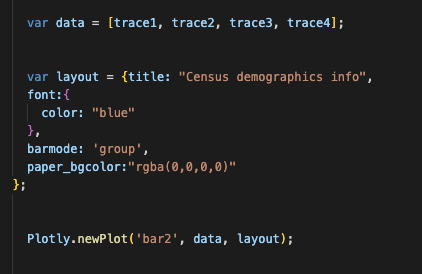 var data = [trace1, trace2, trace3, trace4];
var layout = {title: "Census demographics info",
font:{
color: "blue"
},
barmode: 'group',
paper_bgcolor:"rgba(0,0,0,0)"
};
Plotly.newPlot('bar2', data, layout);